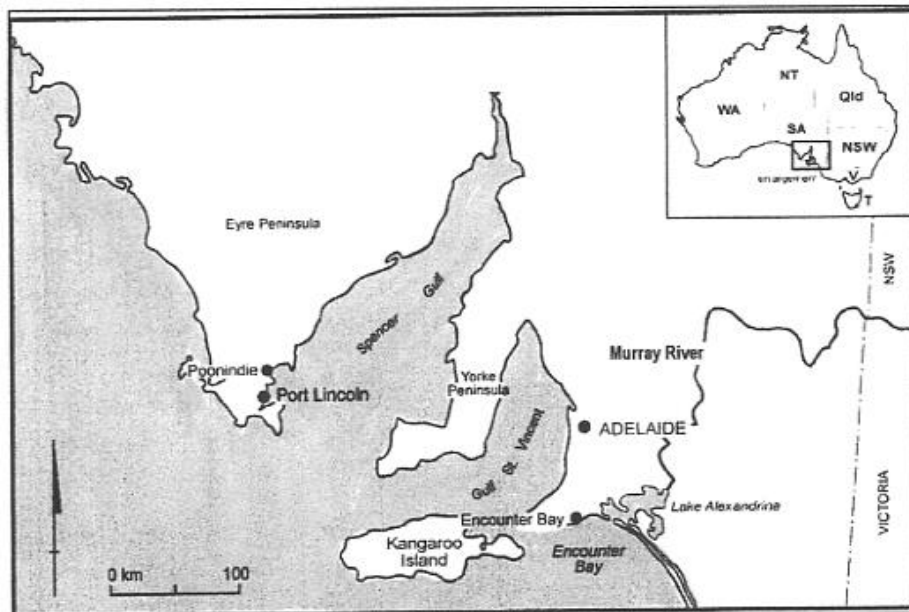 NT
Qld
WA
SA
NSW
V
T
Eyre Peninsula
Spencer Gulf
NSW
Poonindie
Port Lincoln
Yorke
Peninsula
Murray River
Gulf St. Vincent
ADELAIDE
Encounter Bay
Lake Alexandrina
Kangaroo
Island
Encounter
Bay
VICTORIA
0 km 100